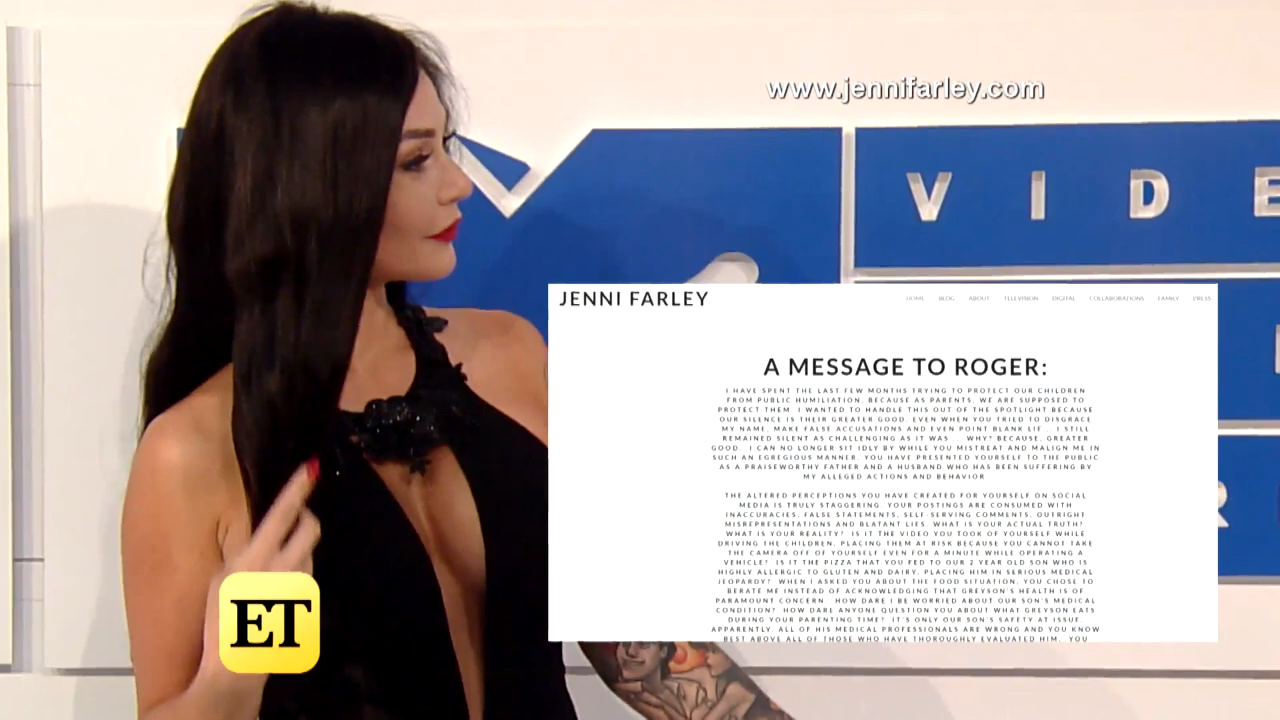 www.jennifarley.com
VIDE
JENNI FARLEY
HOME BLOG ABOUT TELEVISION DIGITAL COLLABORATIONS FAMILY PRESS
A MESSAGE TO ROGER:
I HAVE SPENT THE LAST FEW MONTHS TRYING TO PROTECT OUR CHILDREN
FROM PUBLIC HUMILIATION, BECAUSE AS PARENTS, WE ARE SUPPOSED TO
PROTECT THEM. I WANTED TO HANDLE THIS OUT OF THE SPOTLIGHT BECAUSE
OUR SILENCE IS THEIR GREATER GOOD. EVEN WHEN YOU TRIED TO DISGRACE
MY NAME, MAKE FALSE ACCUSATIONS AND EVEN POINT BLANK LIE... I STILL
REMAINED SILENT AS CHALLENGING AS IT WAS... WHY? BECAUSE, GREATER
GOOD. I CAN NO LONGER SIT IDLY BY WHILE YOU MISTREAT AND MALIGN ME IN
SUCH AN EGREGIOUS MANNER. YOU HAVE PRESENTED YOURSELF TO THE PUBLIC
AS A PRAISEWORTHY FATHER AND A HUSBAND WHO HAS BEEN SUFFERING BY
MY ALLEGED ACTIONS AND BEHAVIOR
THE ALTERED PERCEPTIONS YOU HAVE CREATED FOR YOURSELF ON SOCIAL
MEDIA IS TRULY STAGGERING. YOUR POSTINGS ARE CONSUMED WITH
INACCURACIES, FALSE STATEMENTS, SELF-SERVING COMMENTS, OUTRIGHT
MISREPRESENTATIONS AND BLATANT LIES. WHAT IS YOUR ACTUAL TRUTH?
WHAT IS YOUR REALITY? IS IT THE VIDEO YOU TOOK OF YOURSELF WHILE
DRIVING THE CHILDREN, PLACING THEM AT RISK BECAUSE YOU CANNOT TAKE
THE CAMERA OFF OF YOURSELF EVEN FOR A MINUTE WHILE OPERATING A
VEHICLE? IS IT THE PIZZA THAT YOU FED TO OUR 2 YEAR OLD SON WHO IS
HIGHLY ALLERGIC TO GLUTEN AND DAIRY, PLACING HIM IN SERIOUS MEDICAL
JEOPARDY? WHEN I ASKED YOU ABOUT THE FOOD SITUATION, YOU CHOSE TO
BERATE ME INSTEAD OF ACKNOWLEDGING THAT GREYSON'S HEALTH IS OF
PARAMOUNT CONCERN. HOW DARE I BE WORRIED ABOUT OUR SON'S MEDICAL
CONDITION? HOW DARE ANYONE QUESTION YOU ABOUT WHAT GREYSON EATS
DURING YOUR PARENTING TIME? IT'S ONLY OUR SON'S SAFETY AT ISSUE.
APPARENTLY, ALL OF HIS MEDICAL PROFESSIONALS ARE WRONG AND YOU KNOW
BEST ABOVE ALL OF THOSE WHO HAVE THOROUGHLY EVALUATED HIM. YOU
ET